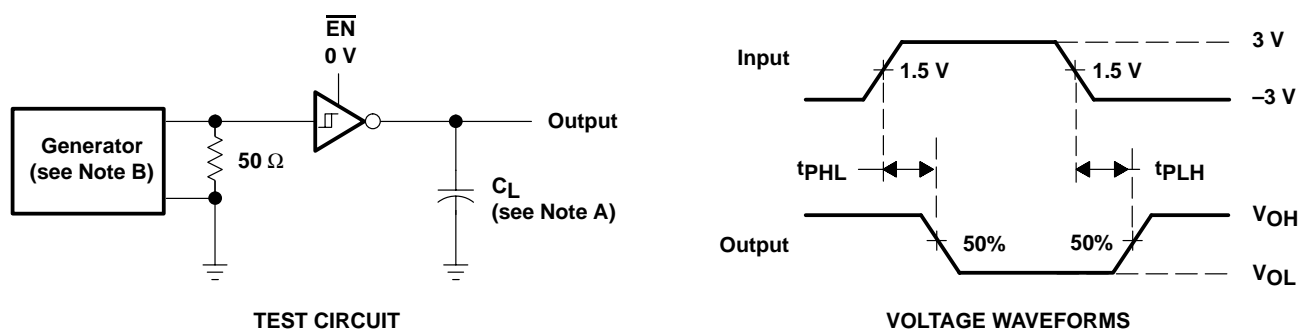 EN
0 V
Generator
(see Note B)
50 Ω
Output
CL
(see Note A)
TEST CIRCUIT
Input
1.5 V
1.5 V
3 V
–3 V
tPHL
tPLH
Output
50%
50%
VOH
VOL
VOLTAGE WAVEFORMS